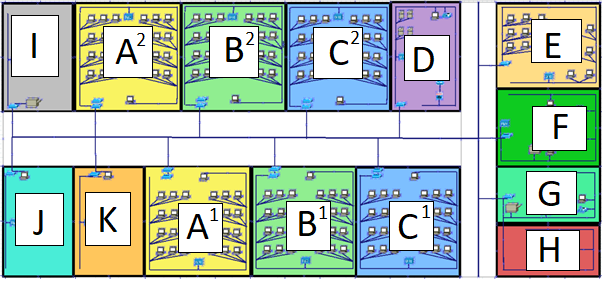 I A² B² C² D E
F
J K A¹ B¹ C¹ G
H